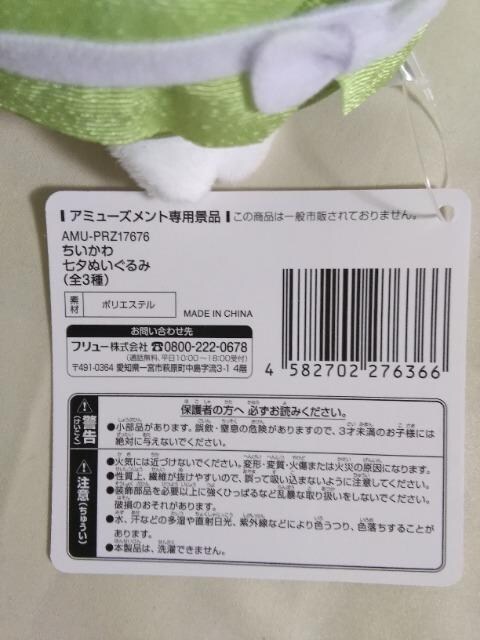 アミューズメント専用景品 この商品は一般市販されておりません。
AMU-PRZ17676
ちいかわ
七夕ぬいぐるみ
(全3種)
素材 ポリエステル
MADE IN CHINA
お問い合わせ先
フリュー株式会社 ☎0800-222-0678
(通話無料、平日10:00~18:00受付)
〒491-0364 愛知県一宮市萩原町中島字流3-1 4階
4 582702 276366
保護者の方へ 必ずお読みください。
警告(けいこく)
●小部品があります。誤飲・窒息の危険がありますので、3才未満のお子様には
絶対に与えないでください。
注意(ちゅうい)
●火気には近づけないでください。変形・変質・火傷または火災の原因になります。
●性質上、繊維が抜けやすいので、誤って吸い込まないように注意してください。
●装飾部品を必要以上に強くひっぱるなど乱暴な取り扱いをしないでください。
破損のおそれがあります。
●水、汗などの多湿や直射日光、紫外線などにより色うつり、色落ちすることが
あります。
●本製品は、洗濯できません。